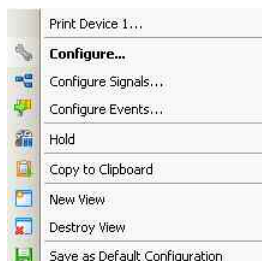 Print Device 1...
Configure...
Configure Signals...
Configure Events...
Hold
Copy to Clipboard
New View
Destroy View
Save as Default Configuration